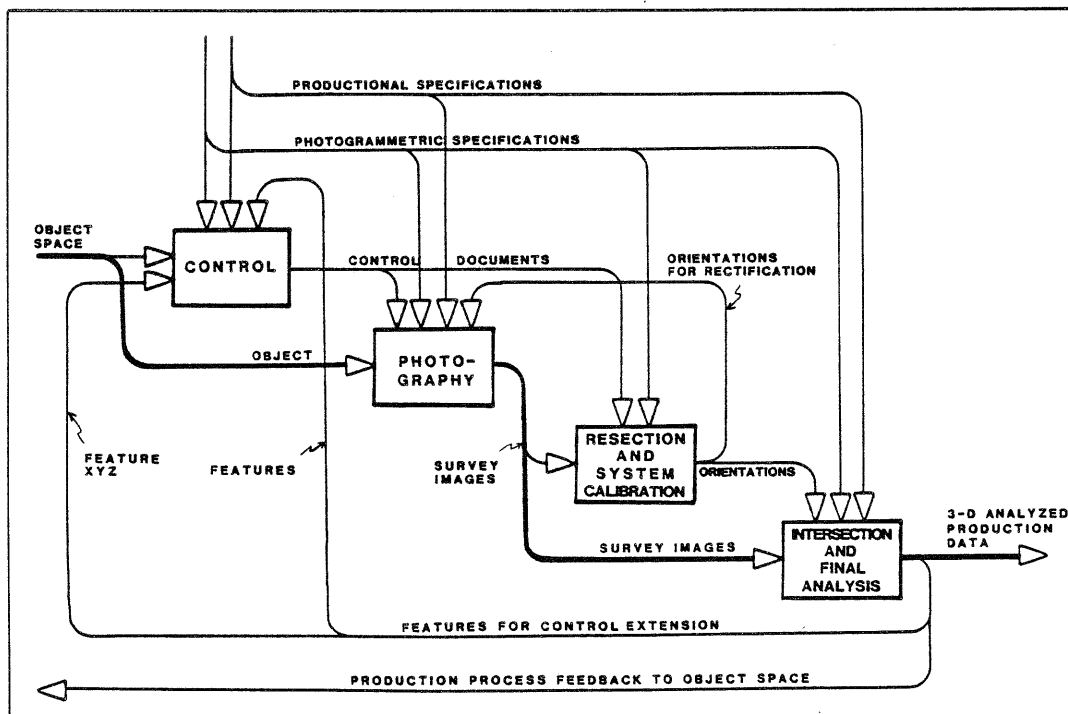 PRODUCTIONAL SPECIFICATIONS
PHOTOGRAMMETRIC SPECIFICATIONS
OBJECT
SPACE
CONTROL
CONTROL DOCUMENTS
ORIENTATIONS
FOR RECTIFICATION
OBJECT
PHOTO-
GRAPHY
FEATURE
XYZ
FEATURES
SURVEY
IMAGES
RESECTION
AND
SYSTEM
CALIBRATION
ORIENTATIONS
SURVEY IMAGES
INTERSECTION
AND
FINAL
ANALYSIS
3-D ANALYZED
PRODUCTION
DATA
FEATURES FOR CONTROL EXTENSION
PRODUCTION PROCESS FEEDBACK TO OBJECT SPACE